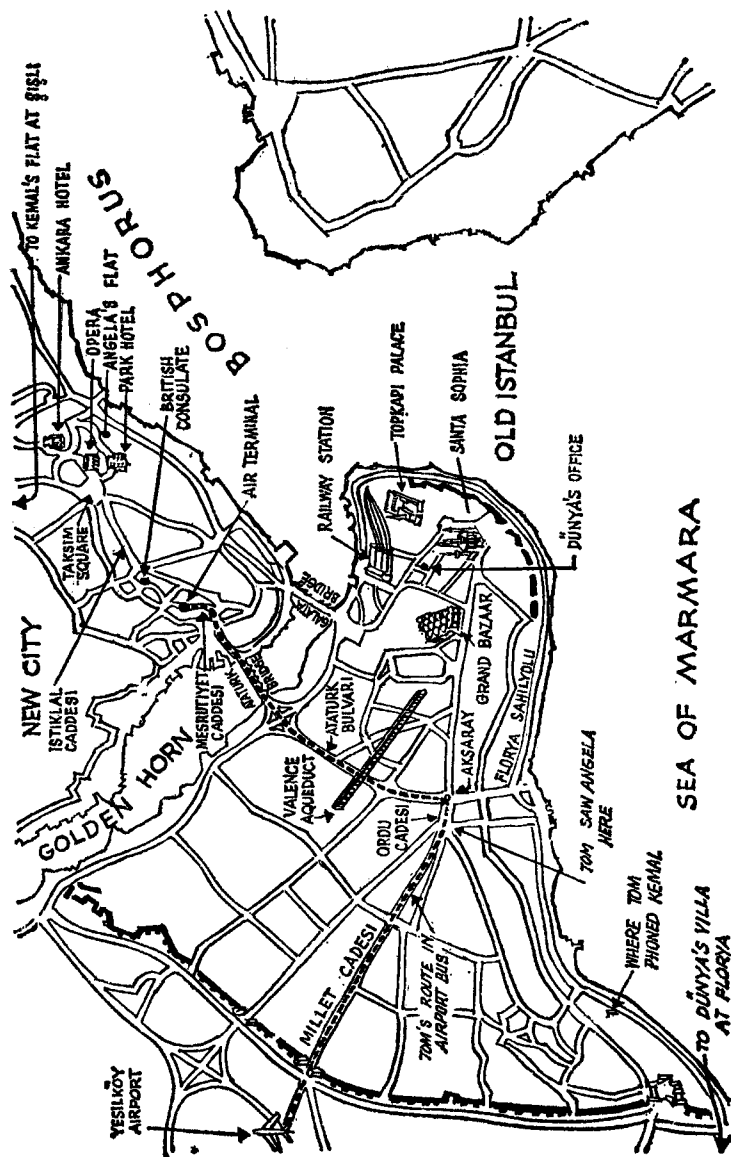 TO KEMAL'S FLAT AT ŞIŞLI
ANKARA HOTEL
OPERA
ANGELA'S FLAT
PARK HOTEL
BOSPHORUS
BRITISH
CONSULATE
AIR TERMINAL
TAKSIM
SQUARE
NEW CITY
ISTIKLAL
CADDESI
MESRUTIYET
CADDESI
GOLDEN HORN
ATATURK
BRIDGE
GALATA
BRIDGE
RAILWAY STATION
TOPKAPI PALACE
SANTA SOPHIA
OLD ISTANBUL
DÜNYA'S OFFICE
GRAND BAZAAR
ATATURK
BULVARI
VALENCE
AQUEDUCT
ORDU
CADESI
AKSARAY
FLORYA SAHILYOLU
TOM SAW ANGELA
HERE
SEA OF MARMARA
MILLET CADESI
TOM'S ROUTE IN
AIRPORT BUS
WHERE TOM
PHONED KEMAL
TO DÜNYA'S VILLA
AT FLORYA
YESILKÖY
AIRPORT